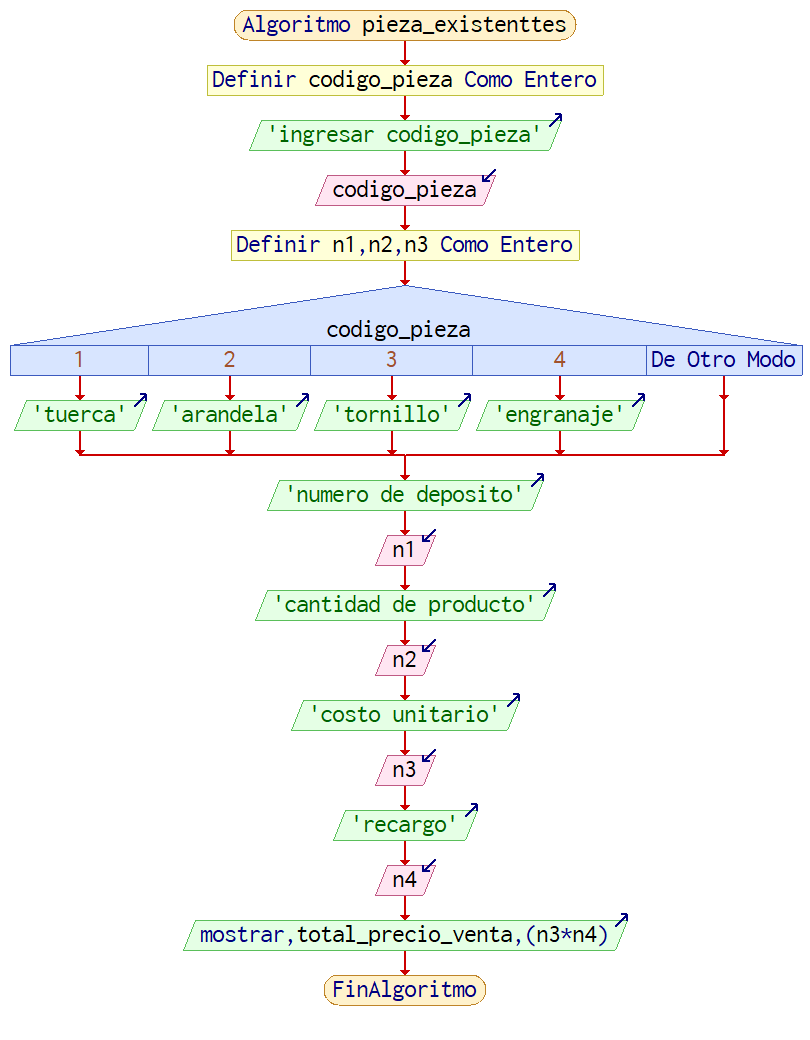 Algoritmo pieza_existenttes
Definir codigo_pieza Como Entero
'ingresar codigo_pieza'
codigo_pieza
Definir n1,n2,n3 Como Entero
codigo_pieza
1 2 3 4 De Otro Modo
'tuerca' 'arandela' 'tornillo' 'engranaje'
'numero de deposito'
n1
'cantidad de producto'
n2
'costo unitario'
n3
'recargo'
n4
mostrar,total_precio_venta,(n3*n4)
FinAlgoritmo